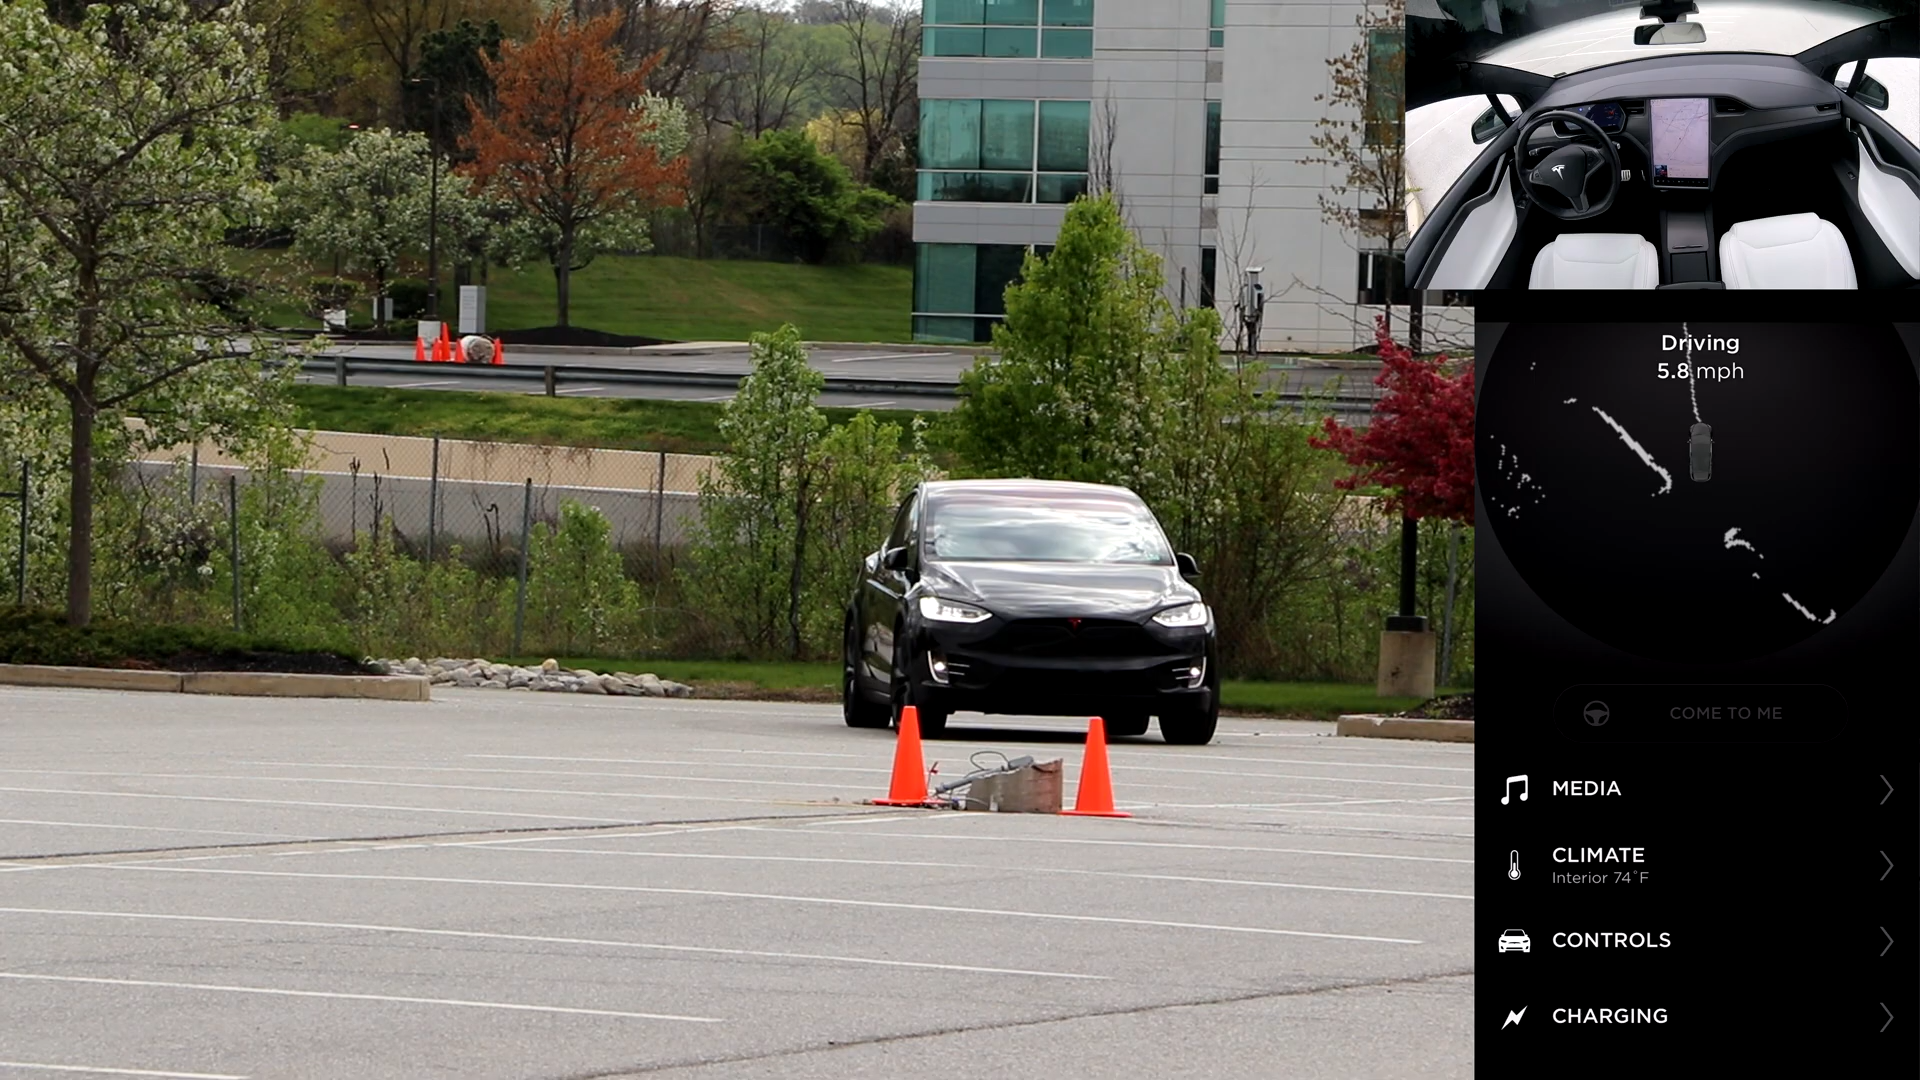 Driving
5.8 mph
COME TO ME
MEDIA
CLIMATE
Interior 74°F
CONTROLS
CHARGING